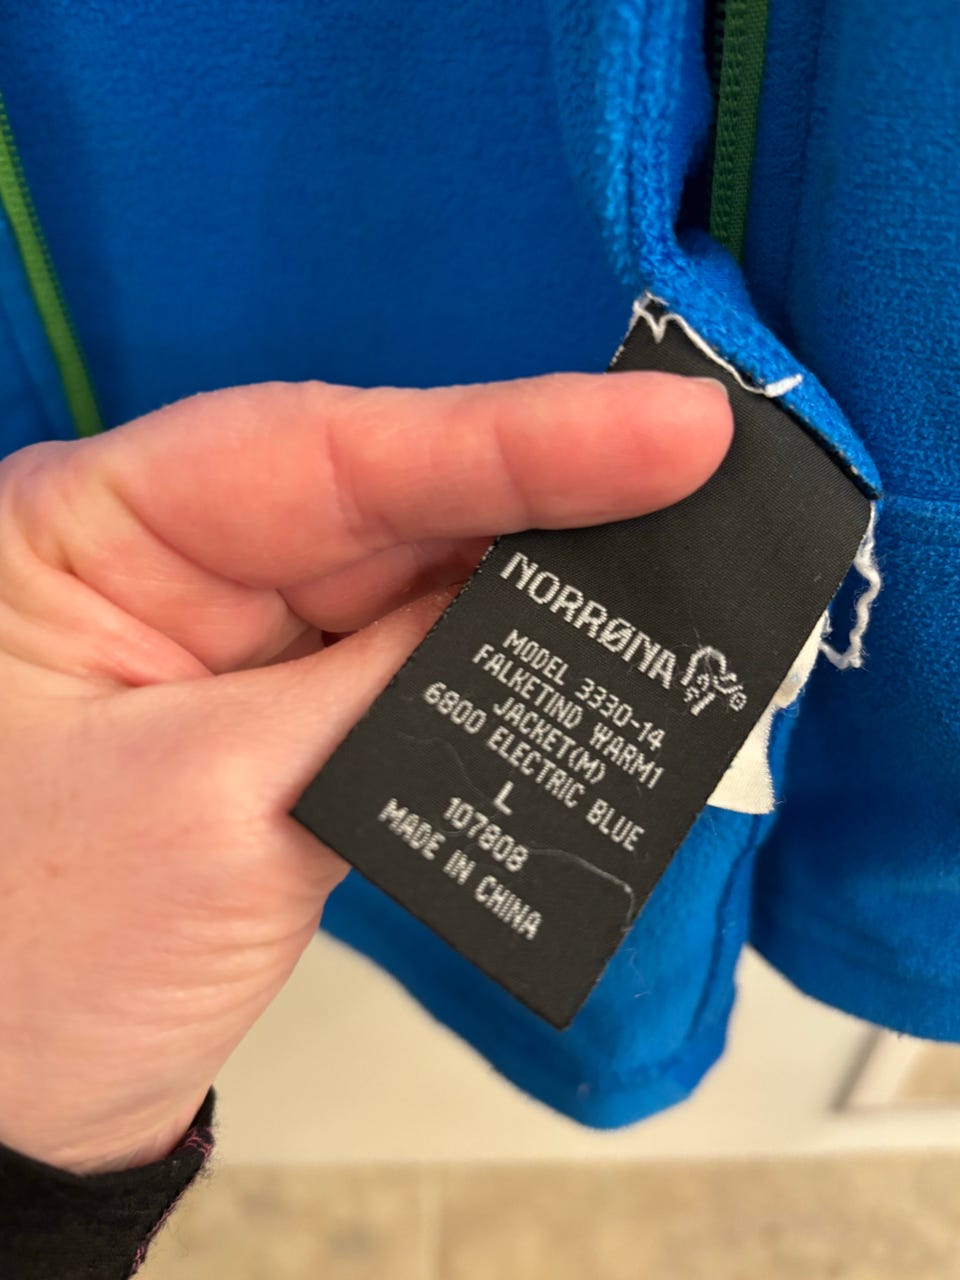 NORRØNA
MODEL 3330-14
FALKETIND WARM1
JACKET(M)
6800 ELECTRIC BLUE
L
107808
MADE IN CHINA